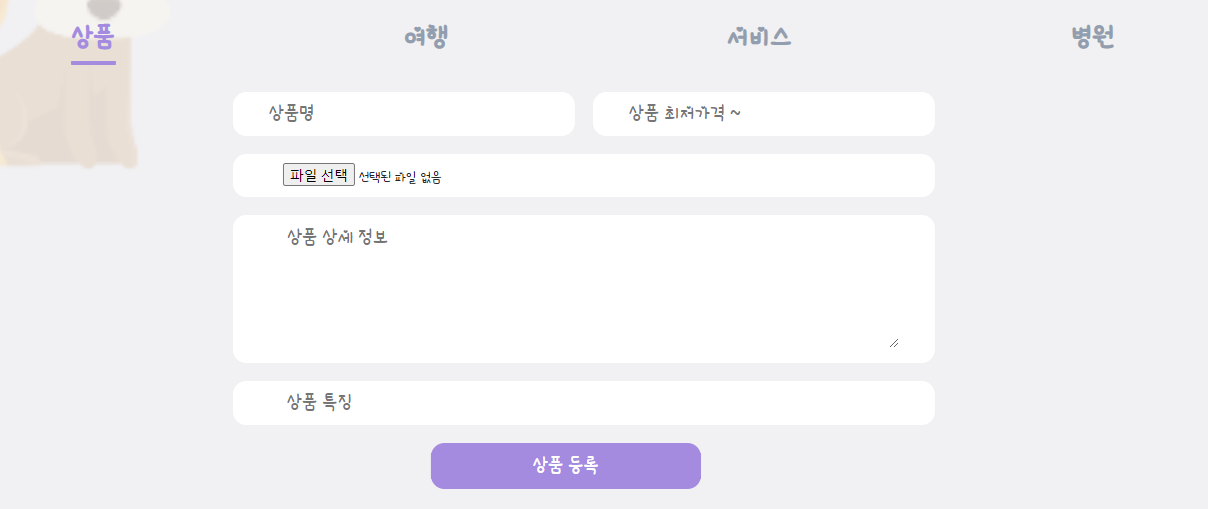 상품 여행 서비스 병원
상품명 상품 최저가격 ~
파일 선택 선택된 파일 없음
상품 상세 정보
상품 특징
상품 등록